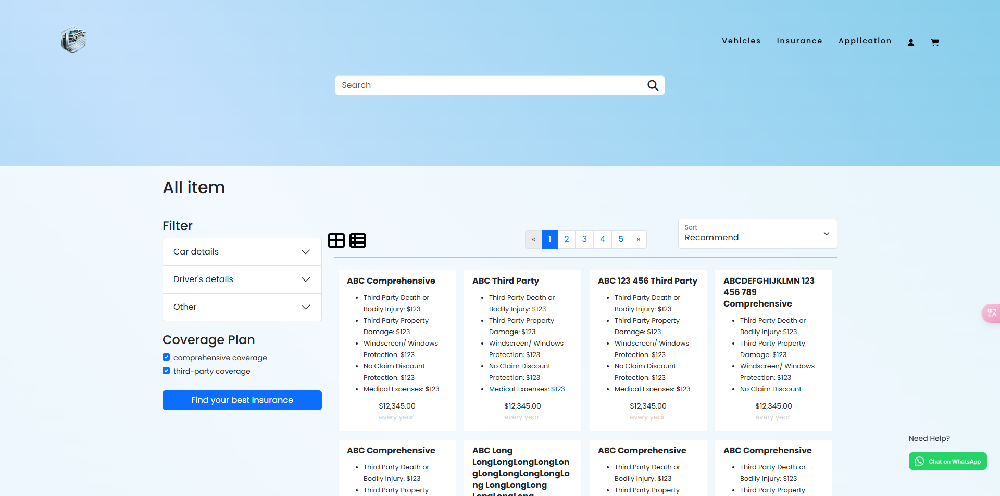 Vehicles
Insurance
Application
Search
All item
Filter
Car details
Driver's details
Other
Coverage Plan
comprehensive coverage
third-party coverage
Find your best insurance
« 1 2 3 4 5 »
Sort
Recommend
ABC Comprehensive
Third Party Death or
Bodily Injury: $123
Third Party Property
Damage: $123
Windscreen/ Windows
Protection: $123
No Claim Discount
Protection: $123
Medical Expenses: $123
$12,345.00
every year
ABC Third Party
Third Party Death or
Bodily Injury: $123
Third Party Property
Damage: $123
Windscreen/ Windows
Protection: $123
No Claim Discount
Protection: $123
Medical Expenses: $123
$12,345.00
every year
ABC 123 456 Third Party
Third Party Death or
Bodily Injury: $123
Third Party Property
Damage: $123
Windscreen/ Windows
Protection: $123
No Claim Discount
Protection: $123
Medical Expenses: $123
$12,345.00
every year
ABCDEFGHIJKLMN 123
456 789
Comprehensive
Third Party Death or
Bodily Injury: $123
Third Party Property
Damage: $123
Windscreen/ Windows
Protection: $123
No Claim Discount
$12,345.00
every year
ABC Comprehensive
Third Party Death or
Bodily Injury: $123
Third Party Property
ABC Long
LongLongLongLongLon
gLongLongLongLongLo
ng LongLongLong
LongLongLong
ABC Comprehensive
Third Party Death or
Bodily Injury: $123
Third Party Property
ABC Comprehensive
Third Party Death or
Bodily Injury: $123
Third Party Property
Need Help?
Chat on WhatsApp